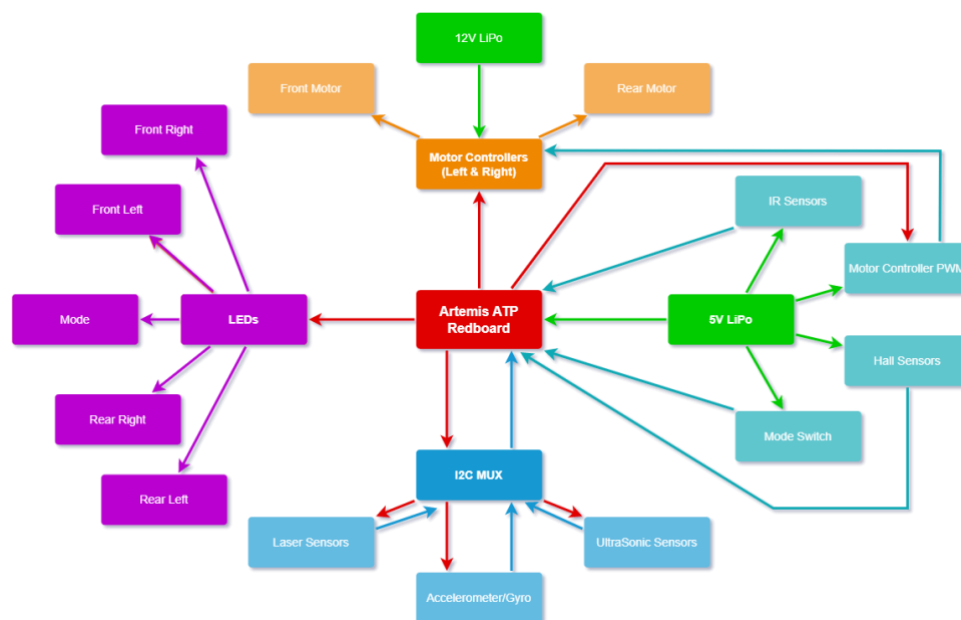 12V LiPo
Front Motor
Rear Motor
Front Right
Motor Controllers
(Left & Right)
IR Sensors
Front Left
Motor Controller PWM
Mode
LEDs
Artemis ATP
Redboard
5V LiPo
Hall Sensors
Rear Right
Mode Switch
I2C MUX
Rear Left
Laser Sensors
UltraSonic Sensors
Accelerometer/Gyro